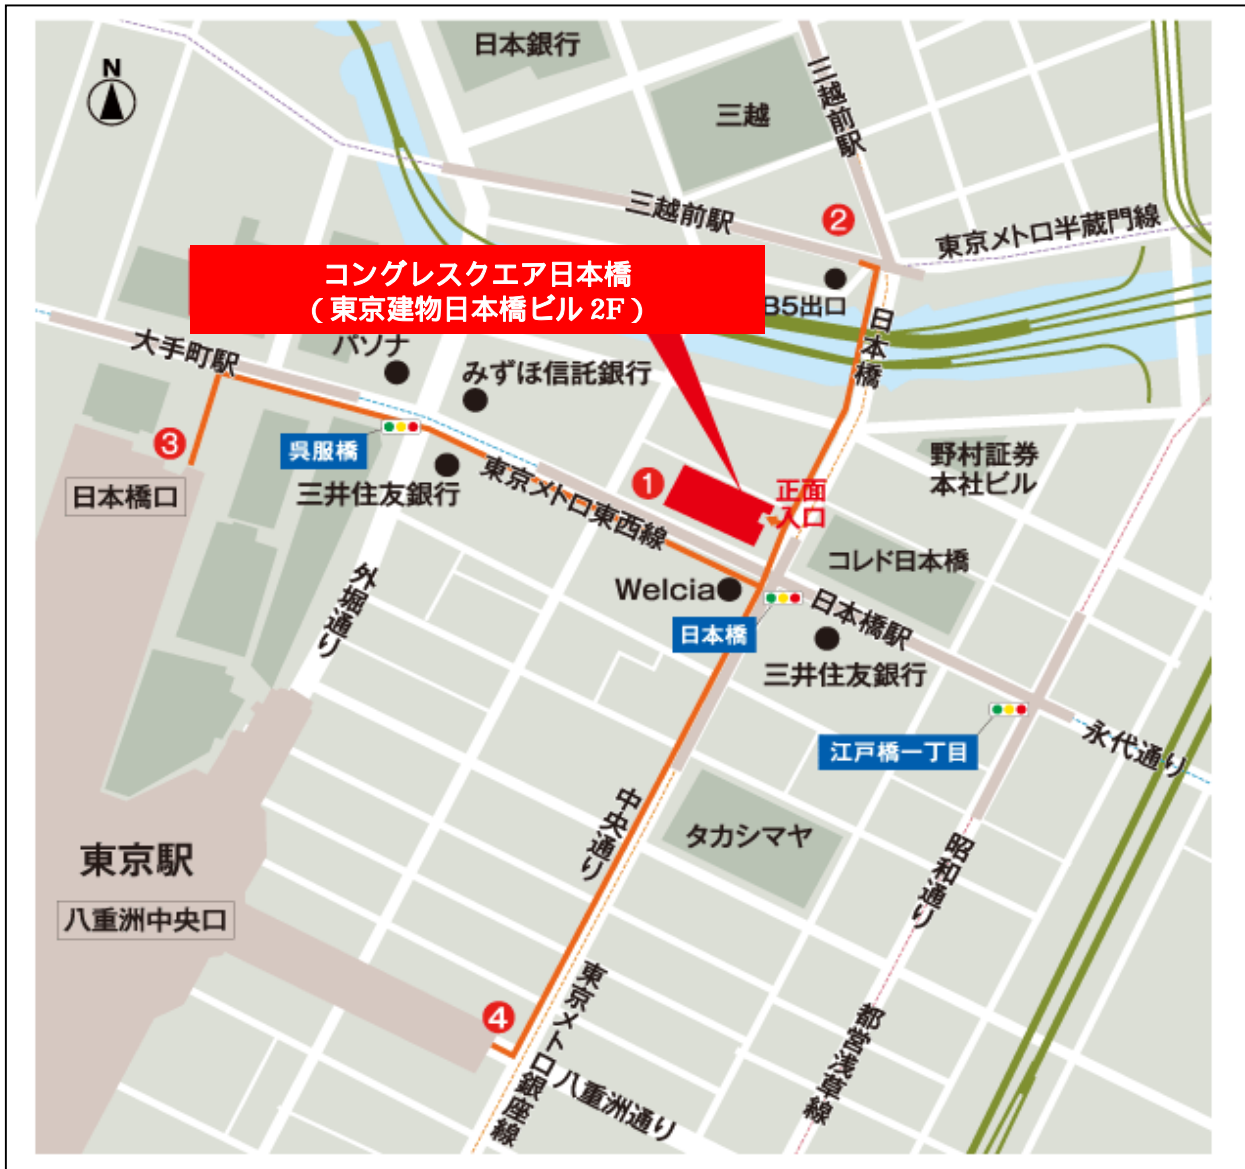 N
日本銀行
三越
三越前駅
三越前駅
2
東京メトロ半蔵門線
コングレスクエア日本橋
（東京建物日本橋ビル 2F）
B5出口
日本橋
大手町駅
パソナ
みずほ信託銀行
3
呉服橋
日本橋口
三井住友銀行
東京メトロ東西線
1
正面
入口
野村証券
本社ビル
コレド日本橋
外堀通り
Welcia
日本橋
日本橋駅
三井住友銀行
江戸橋一丁目
永代通り
中央通り
タカシマヤ
昭和通り
東京駅
八重洲中央口
4
東京メトロ銀座線
八重洲通り
都営浅草線